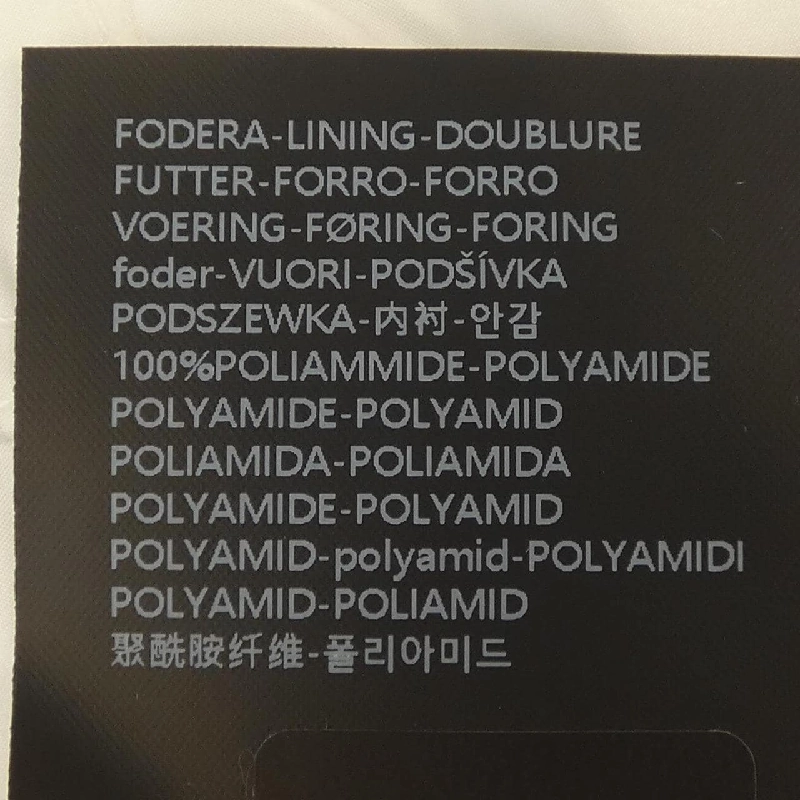 FODERA-LINING-DOUBLURE
FUTTER-FORRO-FORRO
VOERING-FØRING-FORING
foder-VUORI-PODŠÍVKA
PODSZEWKA-内衬-안감
100%POLIAMMIDE-POLYAMIDE
POLYAMIDE-POLYAMID
POLIAMIDA-POLIAMIDA
POLYAMIDE-POLYAMID
POLYAMID-polyamid-POLYAMIDI
POLYAMID-POLIAMID
聚酰胺纤维-폴리아미드